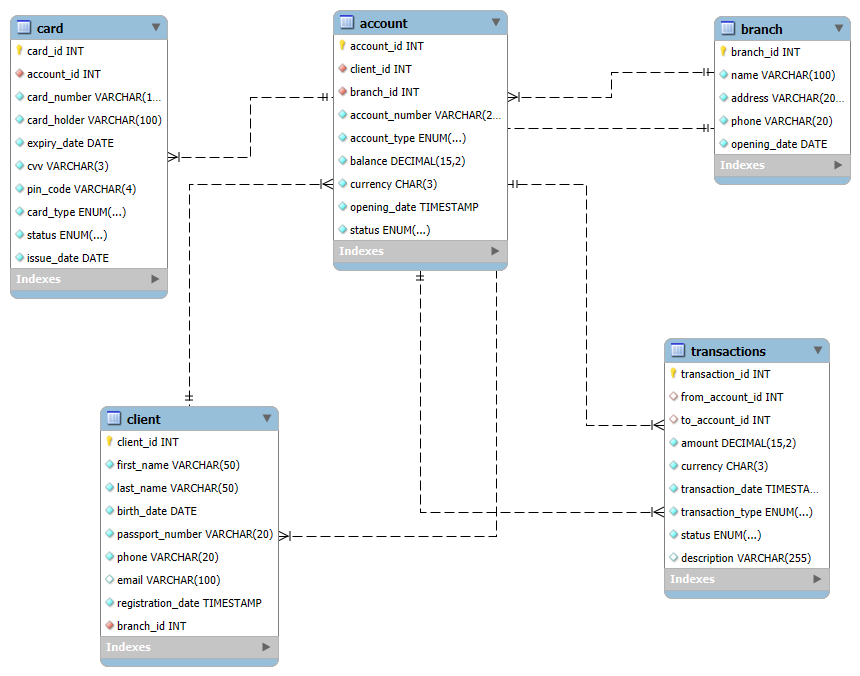 card
card_id INT
account_id INT
card_number VARCHAR(1...
card_holder VARCHAR(100)
expiry_date DATE
cvv VARCHAR(3)
pin_code VARCHAR(4)
card_type ENUM(...)
status ENUM(...)
issue_date DATE
Indexes
account
account_id INT
client_id INT
branch_id INT
account_number VARCHAR(2...
account_type ENUM(...)
balance DECIMAL(15,2)
currency CHAR(3)
opening_date TIMESTAMP
status ENUM(...)
Indexes
branch
branch_id INT
name VARCHAR(100)
address VARCHAR(20...
phone VARCHAR(20)
opening_date DATE
Indexes
client
client_id INT
first_name VARCHAR(50)
last_name VARCHAR(50)
birth_date DATE
passport_number VARCHAR(20)
phone VARCHAR(20)
email VARCHAR(100)
registration_date TIMESTAMP
branch_id INT
Indexes
transactions
transaction_id INT
from_account_id INT
to_account_id INT
amount DECIMAL(15,2)
currency CHAR(3)
transaction_date TIMESTA...
transaction_type ENUM(...)
status ENUM(...)
description VARCHAR(255)
Indexes